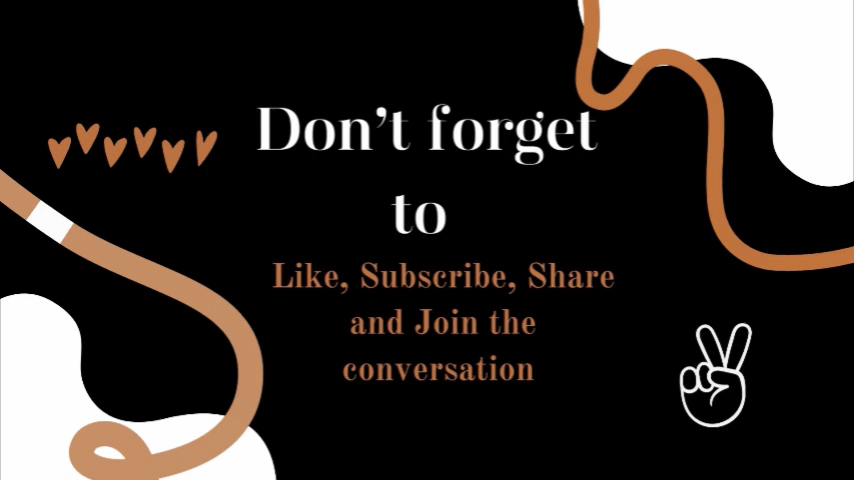 Don't forget
to
Like, Subscribe, Share
and Join the
conversation